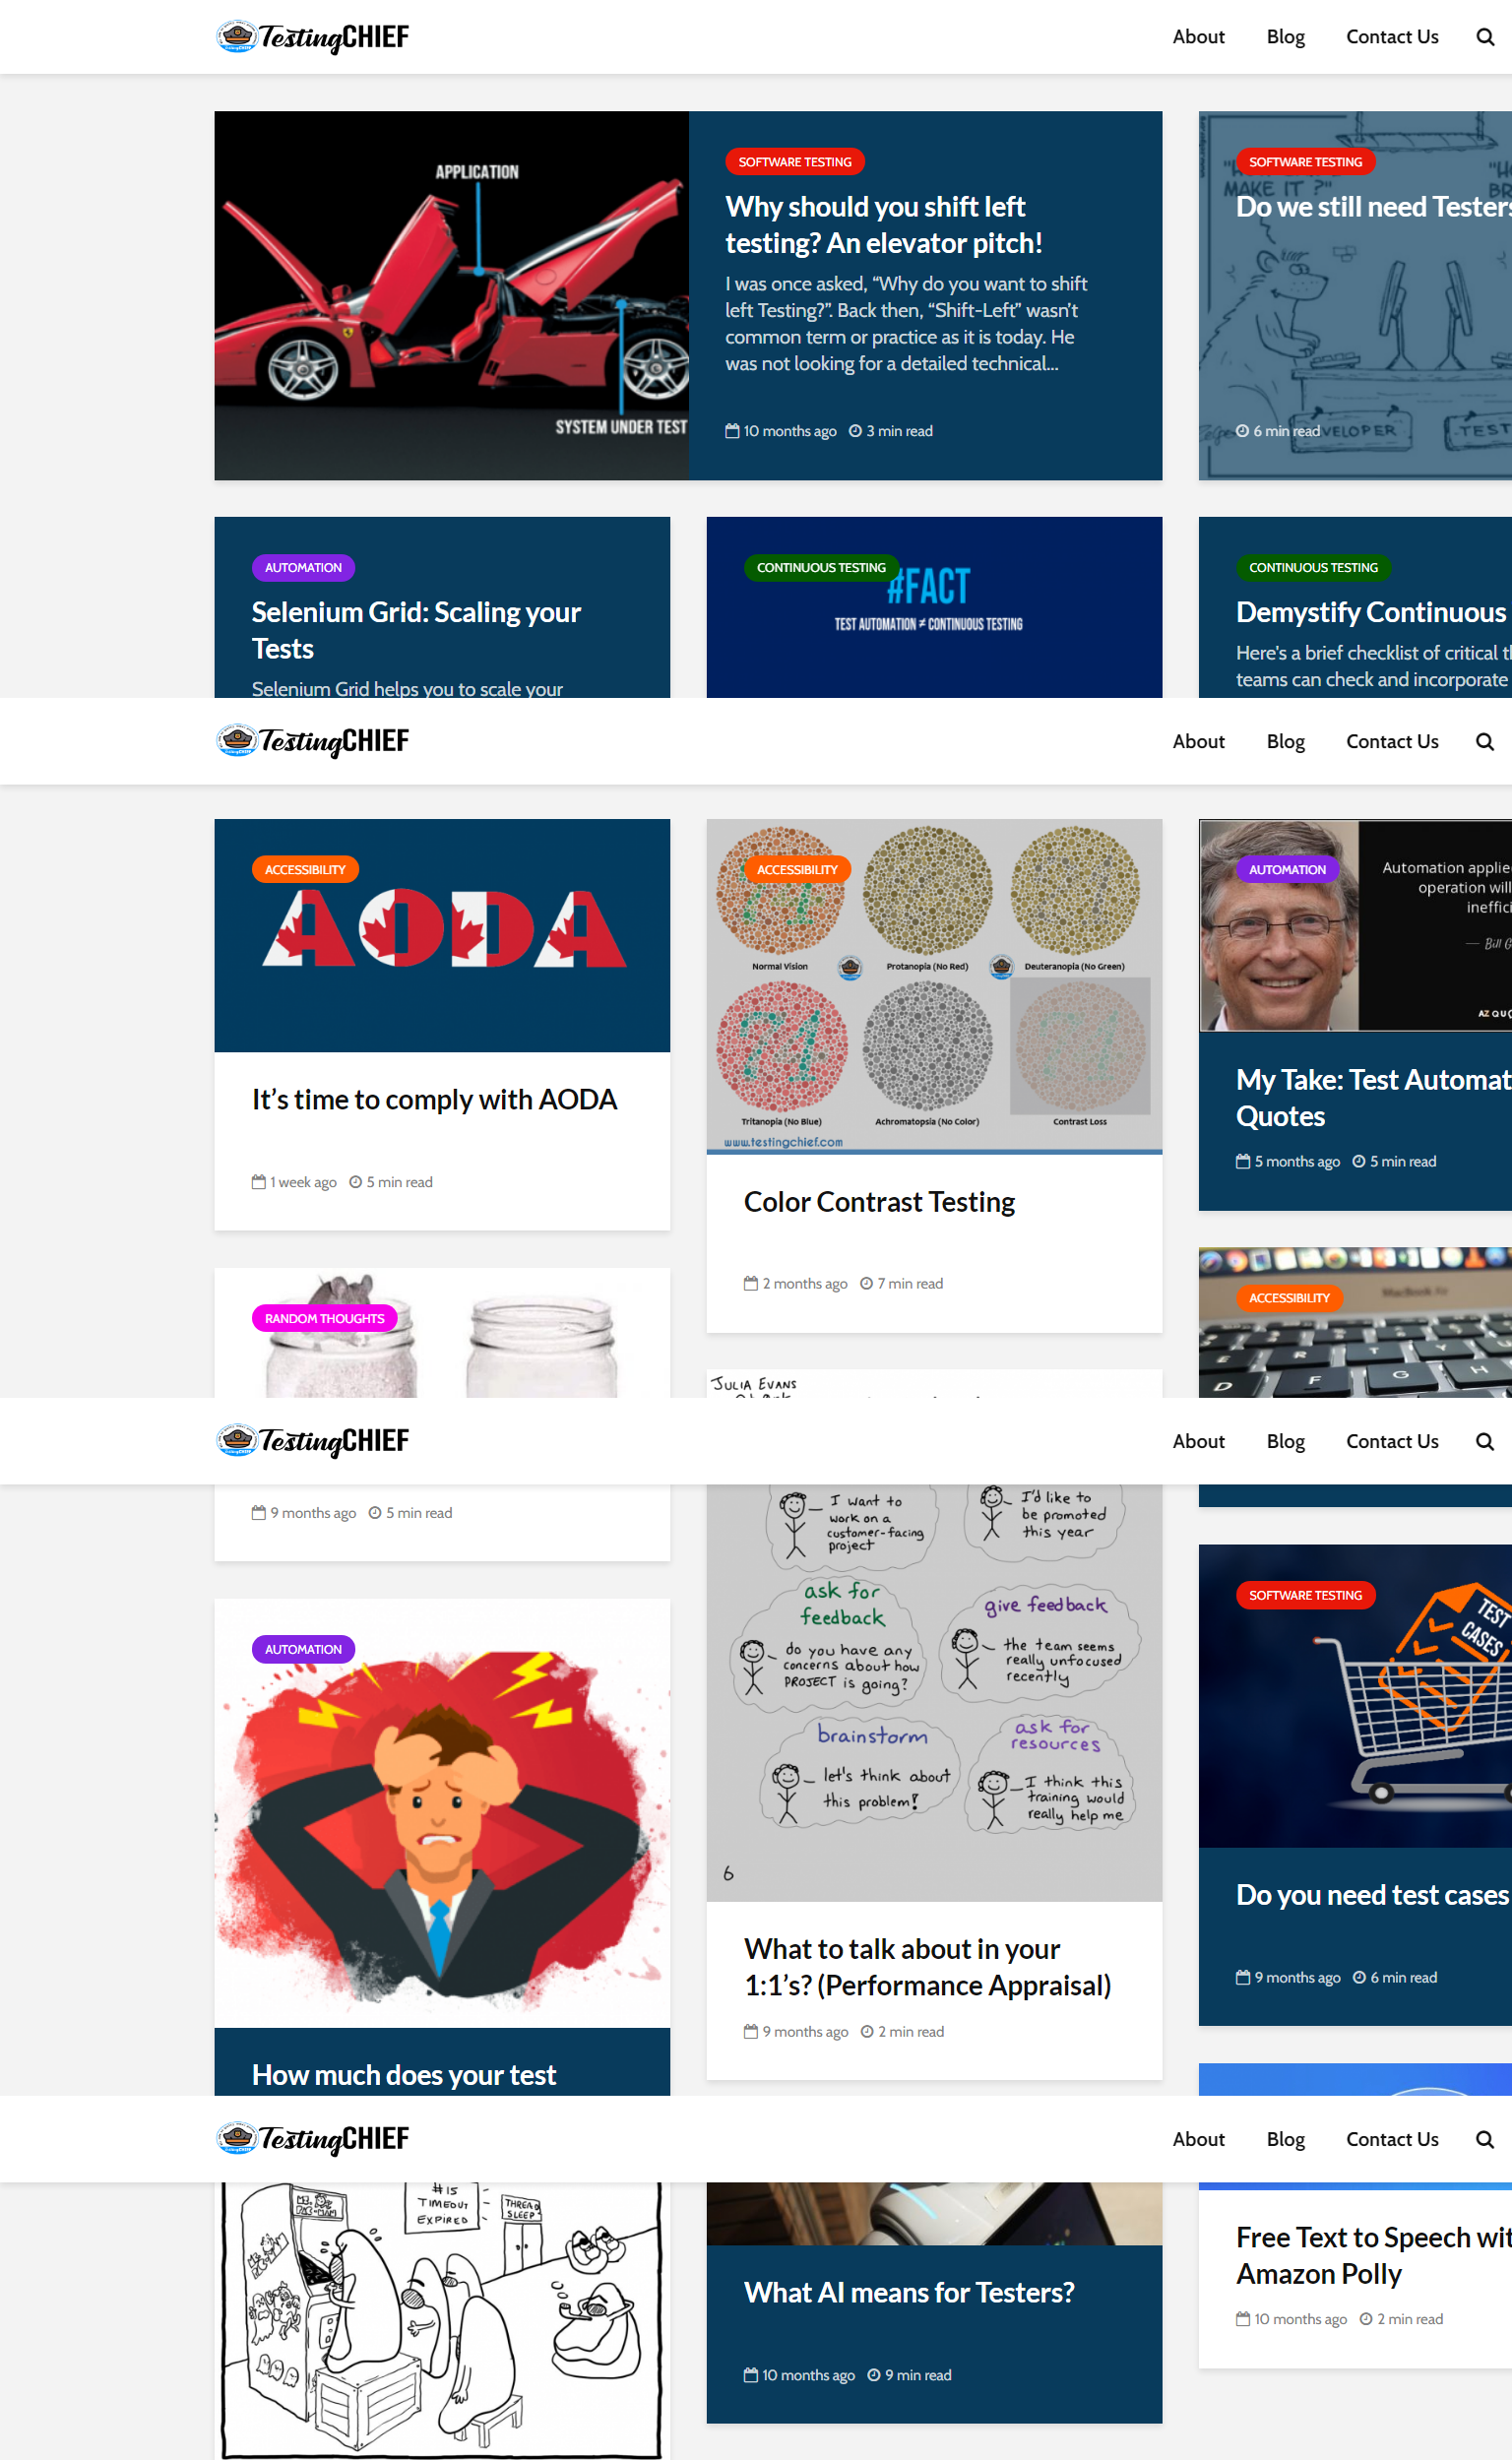 TestingCHIEF
About
Blog
Contact Us
APPLICATION
SYSTEM UNDER TEST
SOFTWARE TESTING
Why should you shift left
testing? An elevator pitch!
I was once asked, “Why do you want to shift
left Testing?”. Back then, “Shift-Left” wasn’t
common term or practice as it is today. He
was not looking for a detailed technical...
10 months ago
3 min read
SOFTWARE TESTING
MAKE IT ?"
Do we still need Testers
6 min read
AUTOMATION
Selenium Grid: Scaling your
Tests
Selenium Grid helps you to scale your
CONTINUOUS TESTING
#FACT
TEST AUTOMATION ≠ CONTINUOUS TESTING
CONTINUOUS TESTING
Demystify Continuous
Here's a brief checklist of critical
teams can check and incorporate
TestingCHIEF
About
Blog
Contact Us
ACCESSIBILITY
AODA
It’s time to comply with AODA
1 week ago
5 min read
ACCESSIBILITY
74
Normal Vision
Protanopia (No Red)
Deuteranopia (No Green)
74
74
Tritanopia (No Blue)
Achromatopsia (No Color)
Contrast Loss
www.testingchief.com
Color Contrast Testing
2 months ago
7 min read
AUTOMATION
Automation applie
operation will
ineffici
— Bill G
AZ QU
My Take: Test Automat
Quotes
5 months ago
5 min read
RANDOM THOUGHTS
JULIA EVANS
ACCESSIBILITY
MacBook Air
E R T Y
D F G H
TestingCHIEF
About
Blog
Contact Us
9 months ago
5 min read
I want to
work on a
customer-facing
project
I'd like to
be promoted
this year
ask for
feedback
do you have any
concerns about how
PROJECT is going?
give feedback
the team seems
really unfocused
recently
brainstorm
let's think about
this problem!
ask for
resources
I think this
training would
really help me
6
What to talk about in your
1:1’s? (Performance Appraisal)
9 months ago
2 min read
SOFTWARE TESTING
TEST
CASES
Do you need test cases
9 months ago
6 min read
AUTOMATION
How much does your test
TestingCHIEF
About
Blog
Contact Us
#15
TIMEOUT
EXPIRED
THREAD
SLEEP
What AI means for Testers?
10 months ago
9 min read
Free Text to Speech wit
Amazon Polly
10 months ago
2 min read